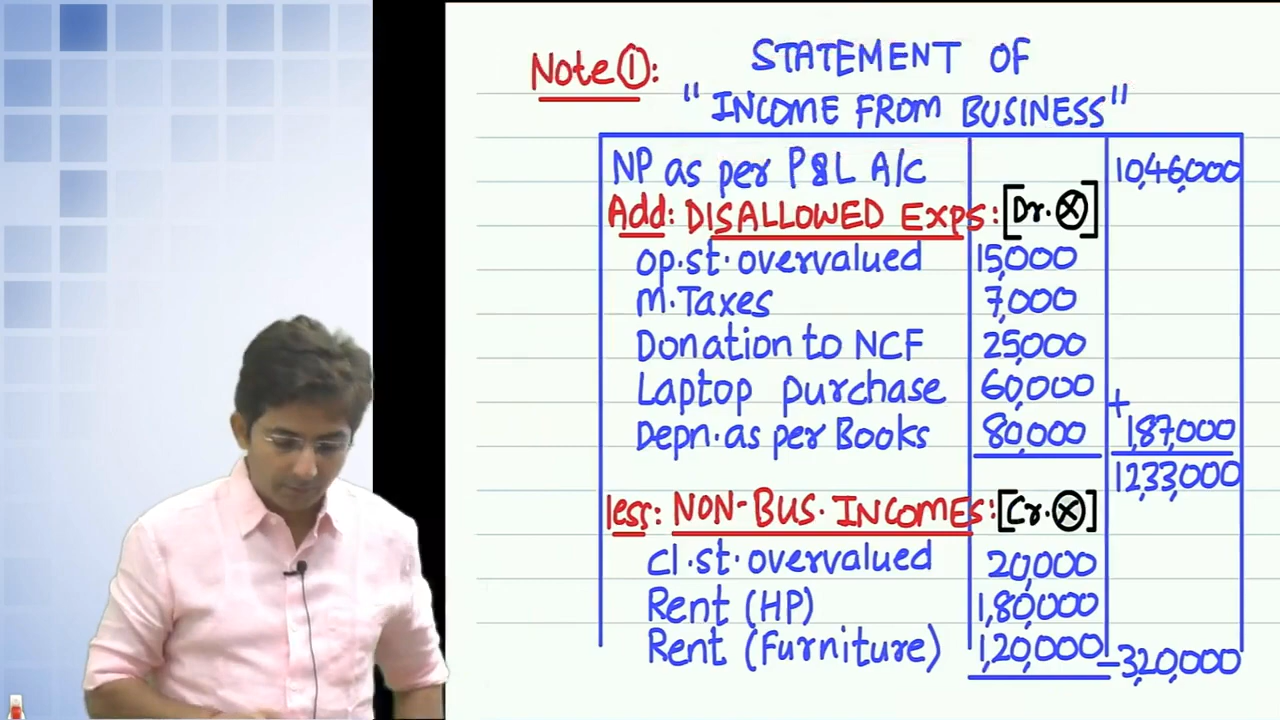 Note①: STATEMENT OF
"INCOME FROM BUSINESS"
NP as per P&L A/c 10,46,000
Add: DISALLOWED Exps: [Dr.ⓧ]
op.st.overvalued 15,000
m.Taxes 7,000
Donation to NCF 25,000
Laptop purchase 60,000
Depn.as per Books 80,000 + 1,87,000
12,33,000
less: NON-BUS.INCOMES: [Cr.ⓧ]
cl.st.overvalued 20,000
Rent (HP) 1,80,000
Rent (Furniture) 1,20,000 - 3,20,000